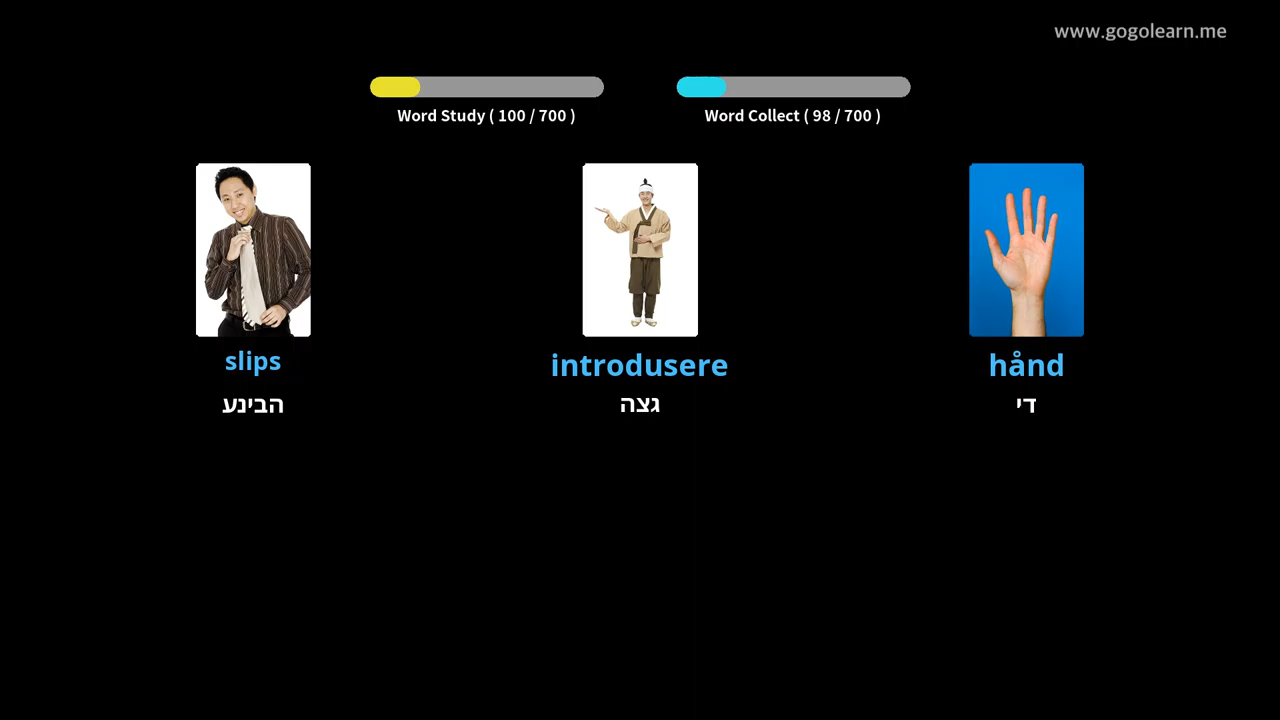 www.gogolearn.me
Word Study ( 100 / 700 )
Word Collect ( 98 / 700 )
slips
introdusere
hånd
הבינע
גצה
די